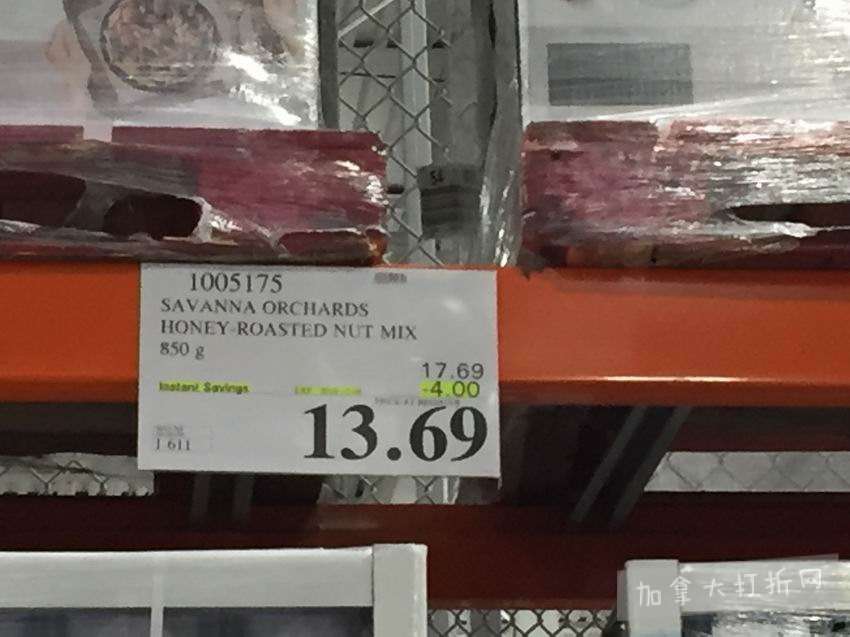 54
1005175
SAVANNA ORCHARDS
HONEY-ROASTED NUT MIX
850 g
17.69
Instant Savings
-4.00
13.69
1 611
加拿大打折网